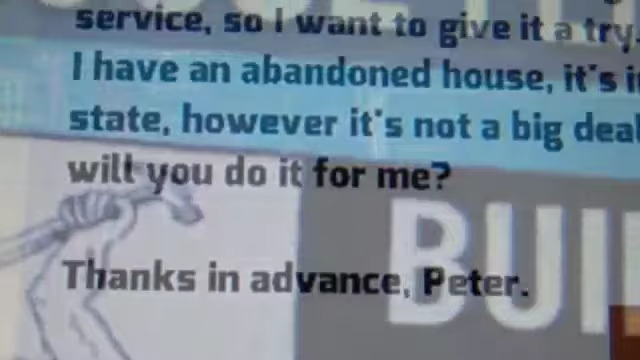 service, so I want to give it a try.
I have an abandoned house, it's
state, however it's not a big deal
will you do it for me?
Thanks in advance, Peter.
BUI